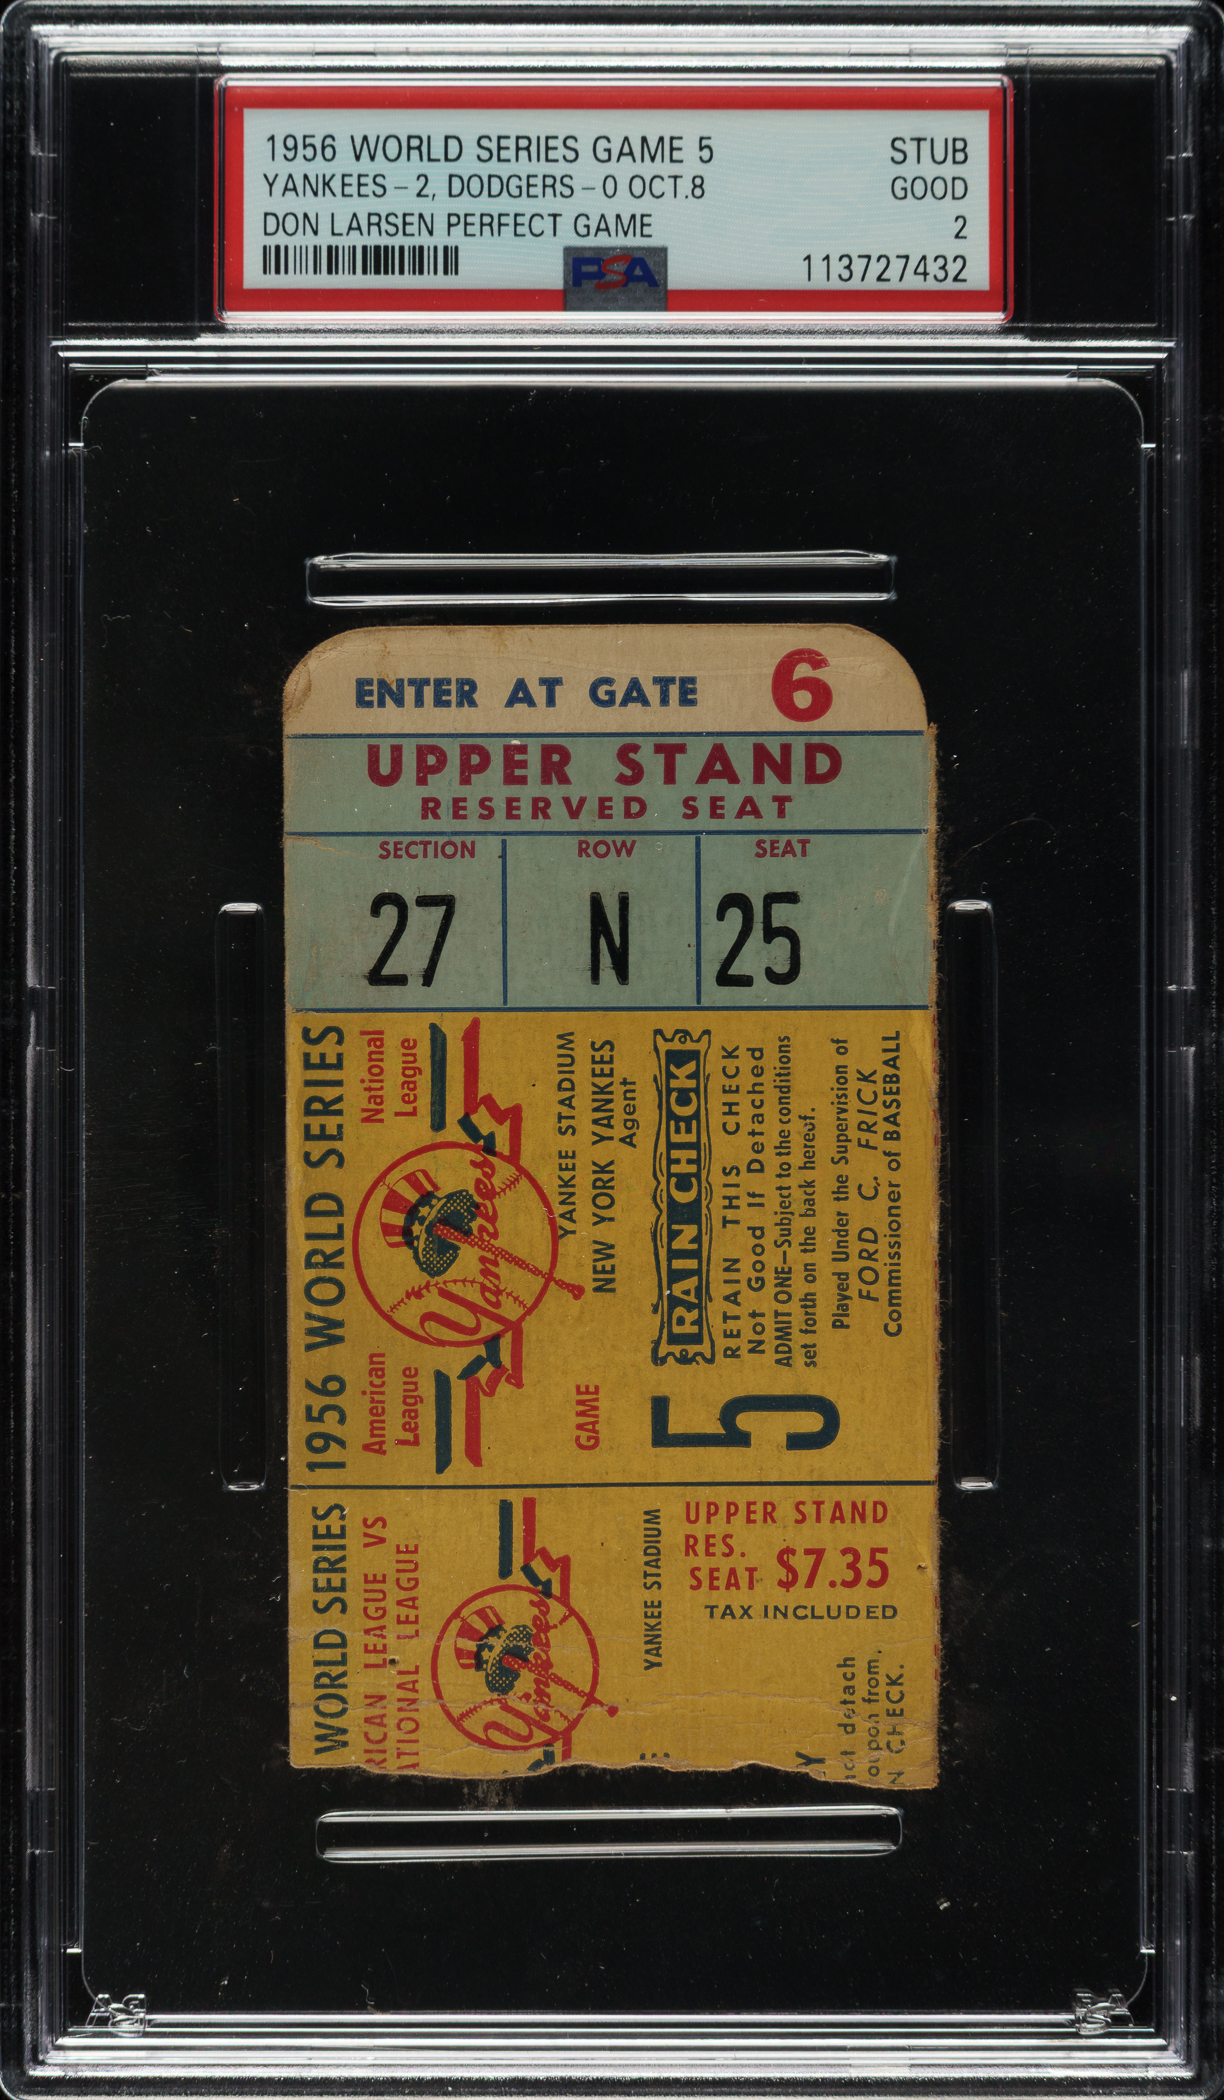 1956 WORLD SERIES GAME 5
YANKEES - 2, DODGERS - 0 OCT.8
DON LARSEN PERFECT GAME
STUB
GOOD
2
113727432
PSA
ENTER AT GATE 6
UPPER STAND
RESERVED SEAT
SECTION ROW SEAT
27 N 25
1956 WORLD SERIES
American League
National League
Yankees
YANKEE STADIUM
NEW YORK YANKEES
Agent
GAME
5
RAIN CHECK
RETAIN THIS CHECK
Not Good If Detached
ADMIT ONE—Subject to the conditions
set forth on the back hereof.
Played Under the Supervision of
FORD C. FRICK
Commissioner of BASEBALL
WORLD SERIES
RICAN LEAGUE VS
TIONAL LEAGUE
Yankees
YANKEE STADIUM
UPPER STAND
RES.
SEAT $7.35
TAX INCLUDED
detach
oupon from
N CHECK.